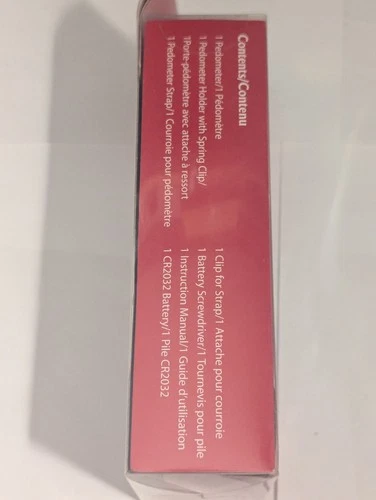 Contents/Contenu
1 Pedometer/1 Pédomètre
1 Pedometer Holder with Spring Clip/
1Porte-pédomètre avec attache à ressort
1 Pedometer Strap/1 Courroie pour pédomètre
1 Clip for Strap/1 Attache pour courroie
1 Battery Screwdriver/1 Tournevis pour pile
1 Instruction Manual/1 Guide d'utilisation
1 CR2032 Battery/1 Pile CR2032